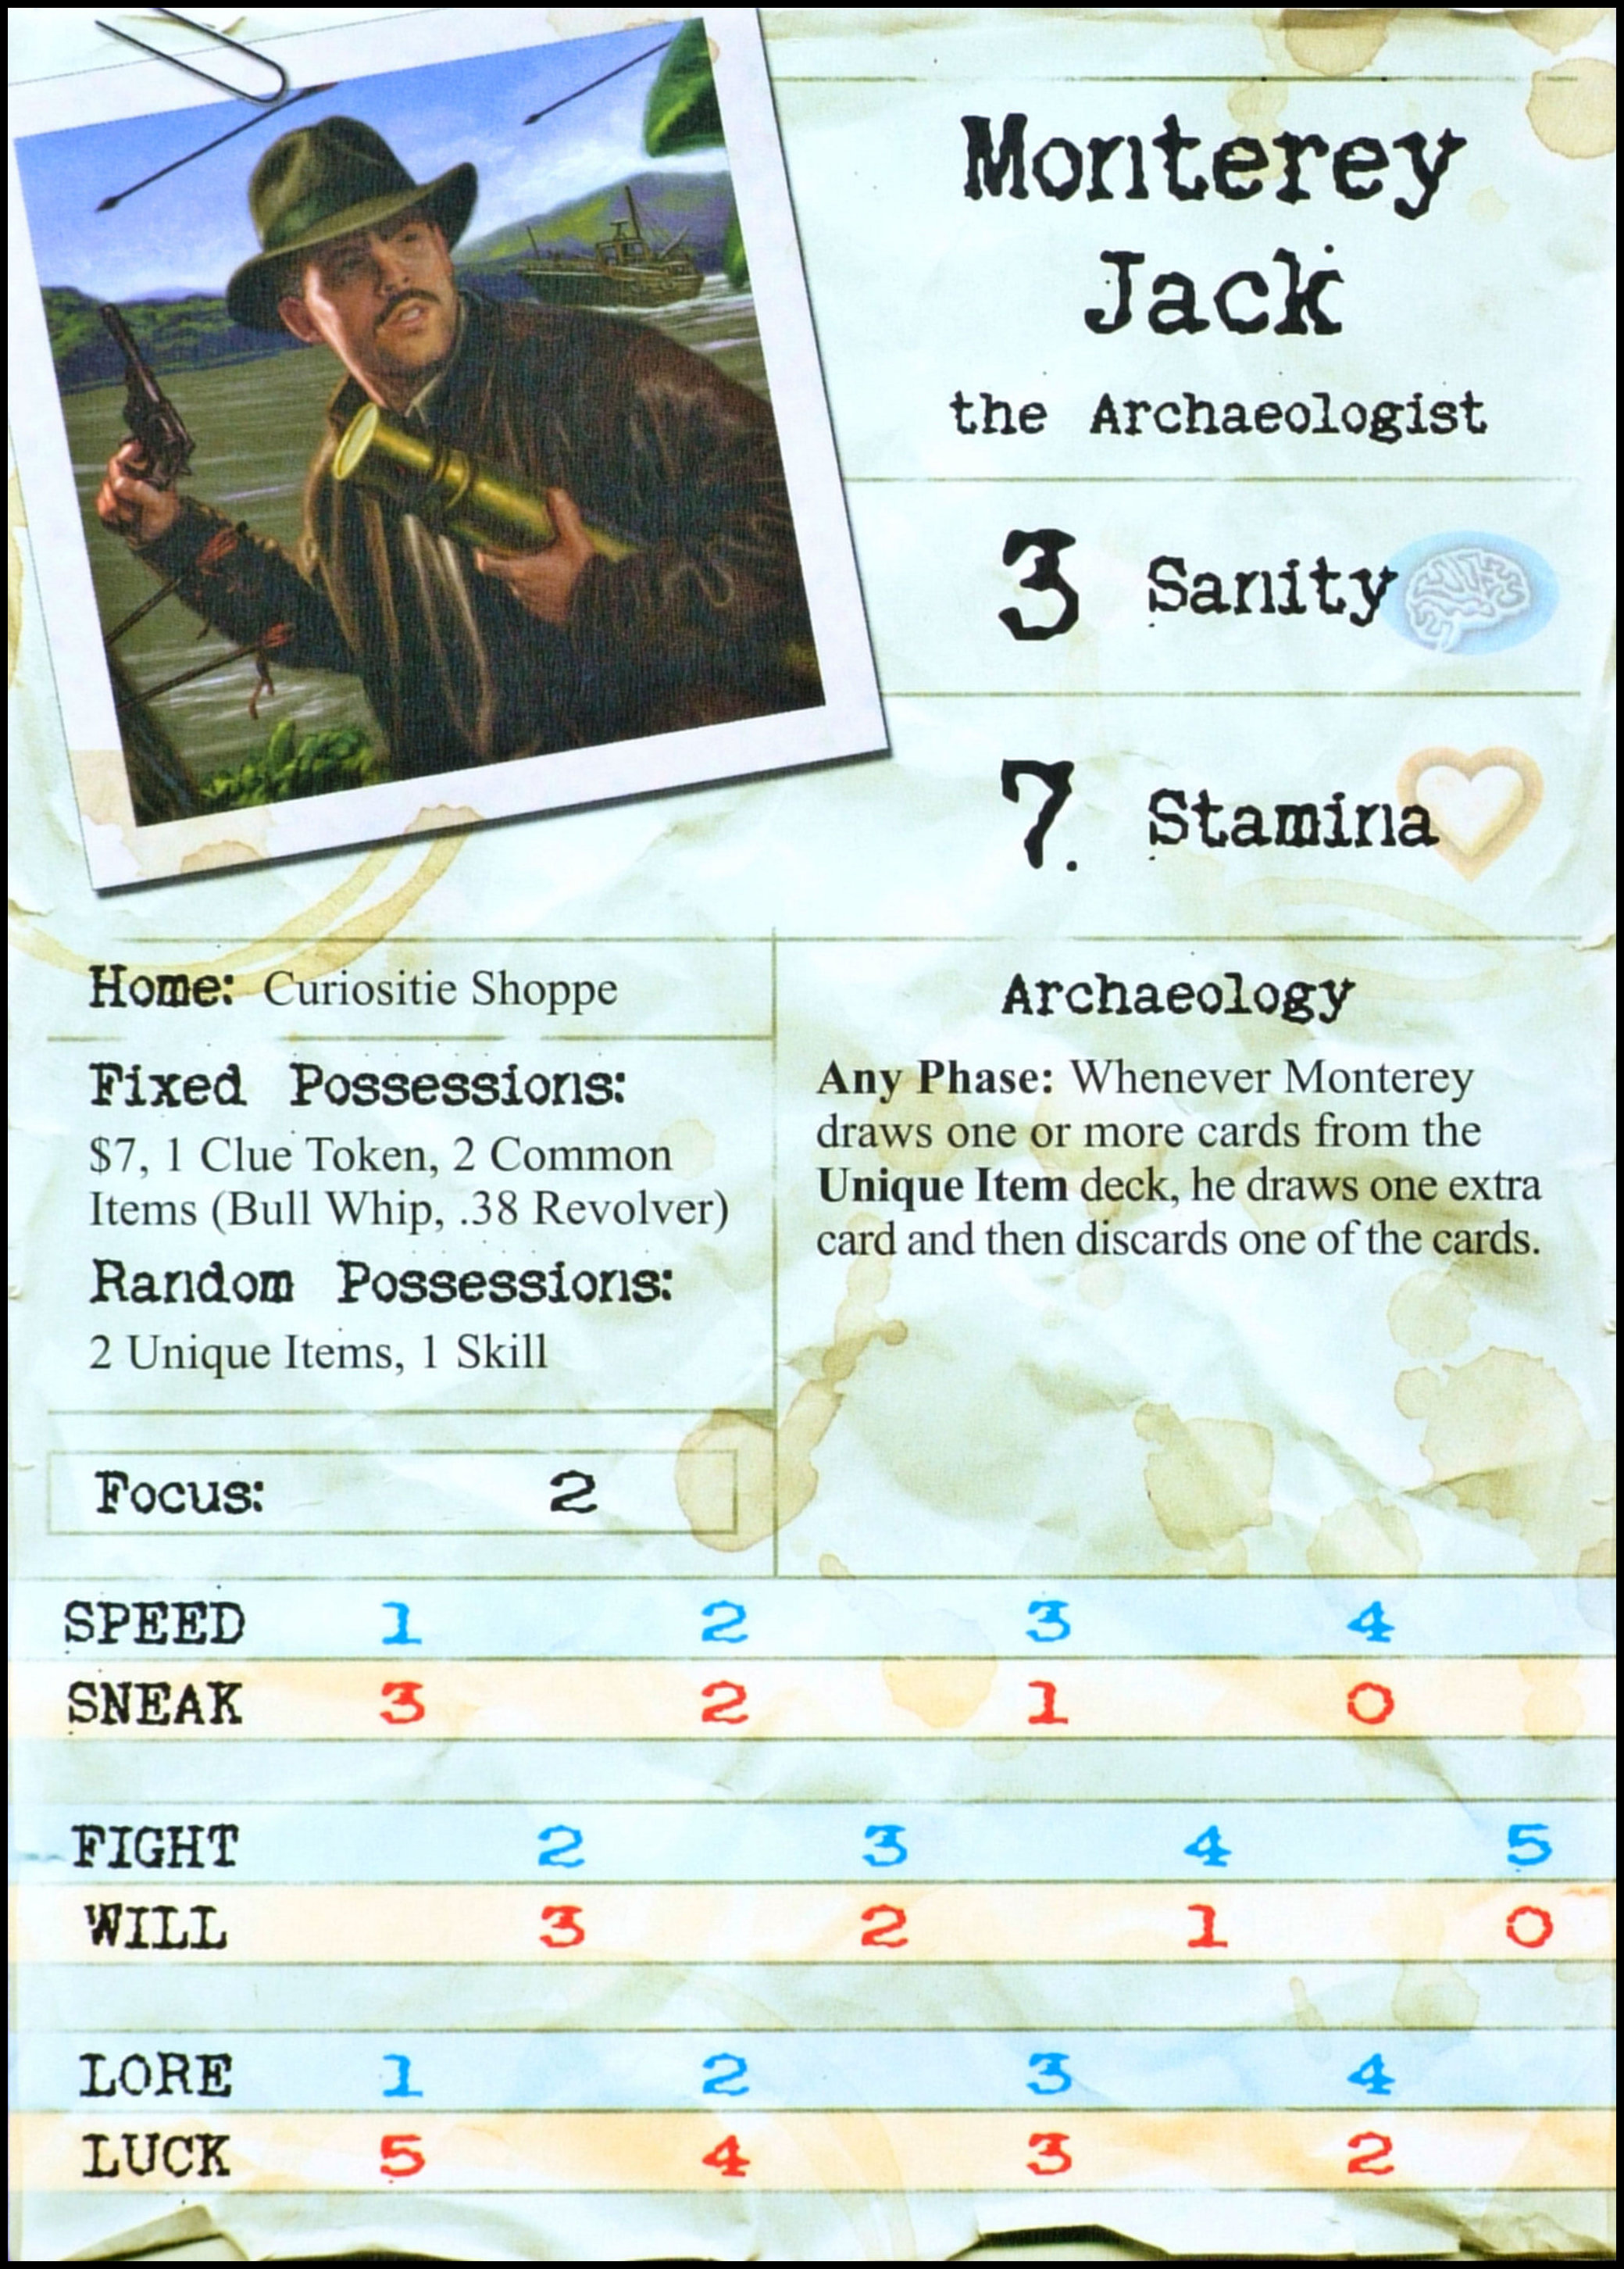 Monterey
Jack
the Archaeologist
3 Sanity
7 Stamina
Home: Curiositie Shoppe
Fixed Possessions:
$7, 1 Clue Token, 2 Common
Items (Bull Whip, .38 Revolver)
Random Possessions:
2 Unique Items, 1 Skill
Focus: 2
Archaeology
Any Phase: Whenever Monterey
draws one or more cards from the
Unique Item deck, he draws one extra
card and then discards one of the cards.
SPEED 1 2 3 4
SNEAK 3 2 1 0
FIGHT 2 3 4 5
WILL 3 2 1 0
LORE 1 2 3 4
LUCK 5 4 3 2